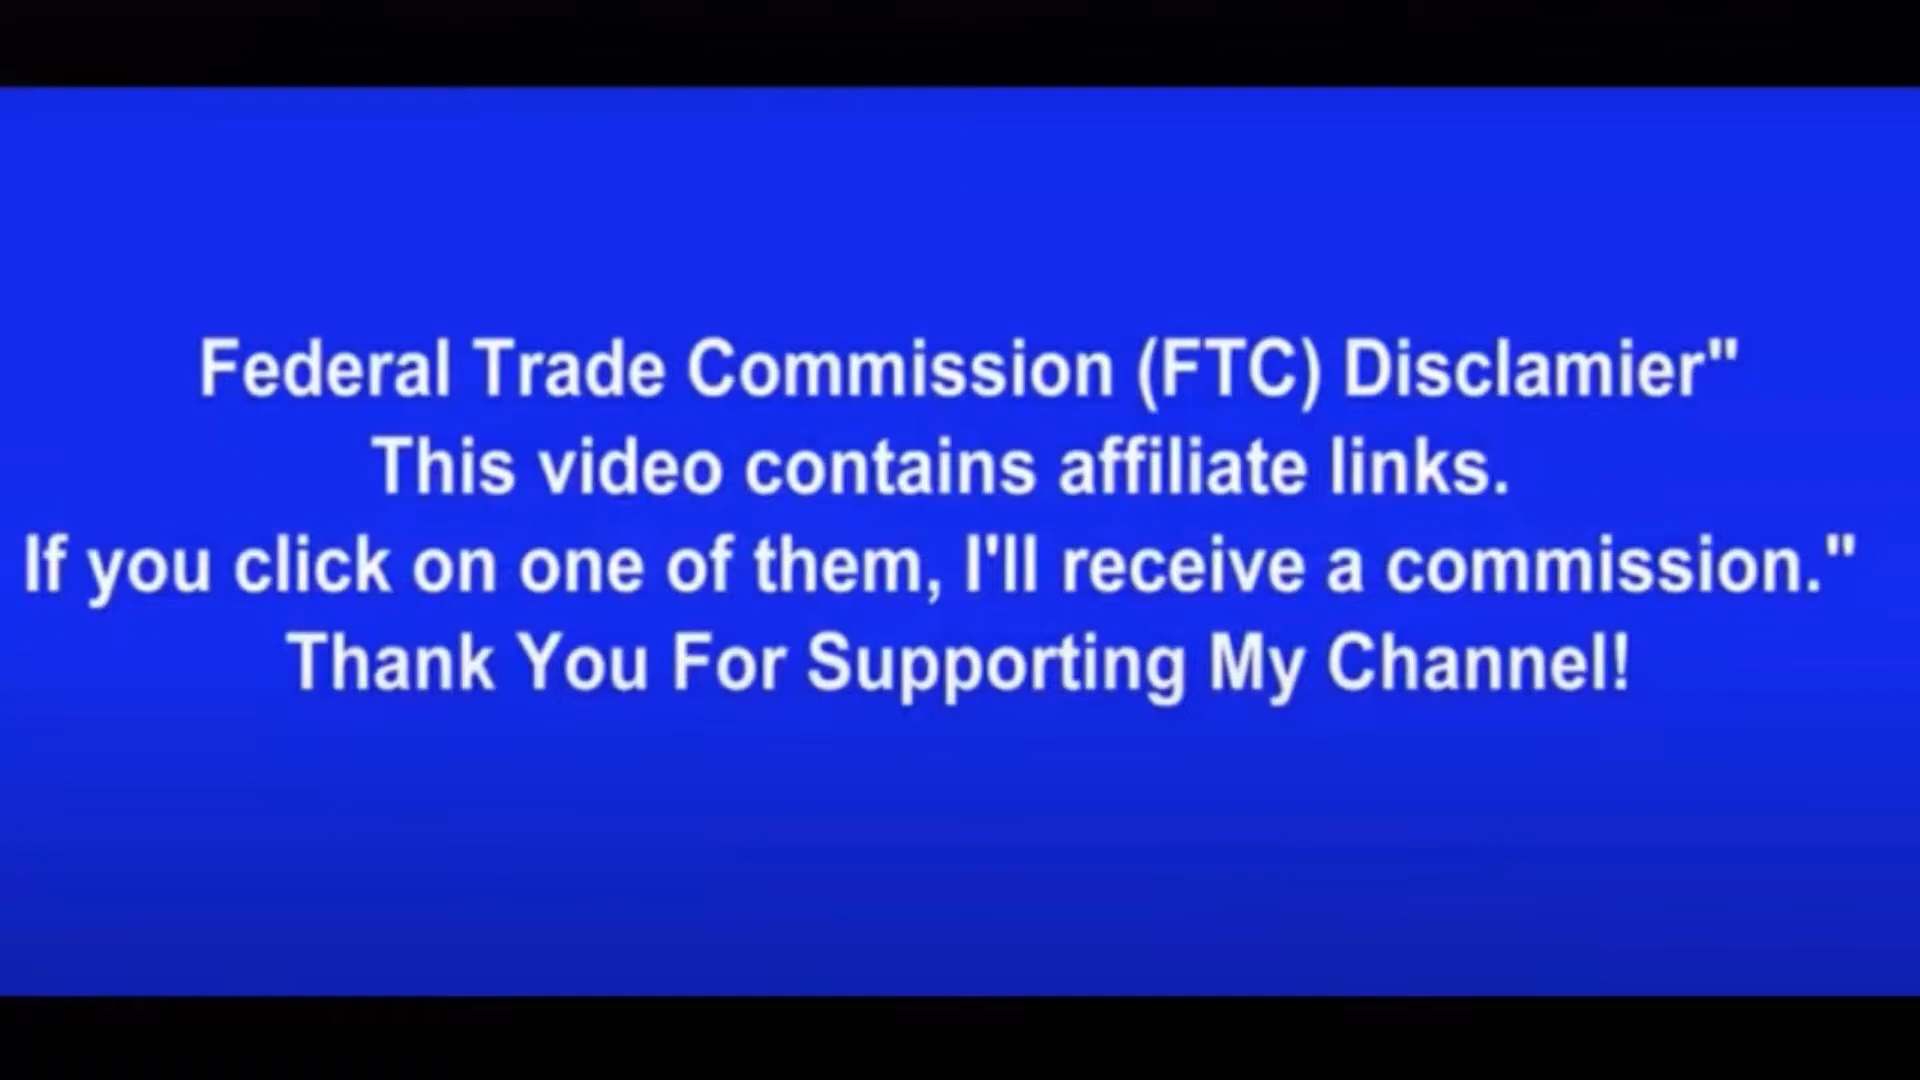 Federal Trade Commission (FTC) Disclamier"
This video contains affiliate links.
If you click on one of them, I'll receive a commission."
Thank You For Supporting My Channel!